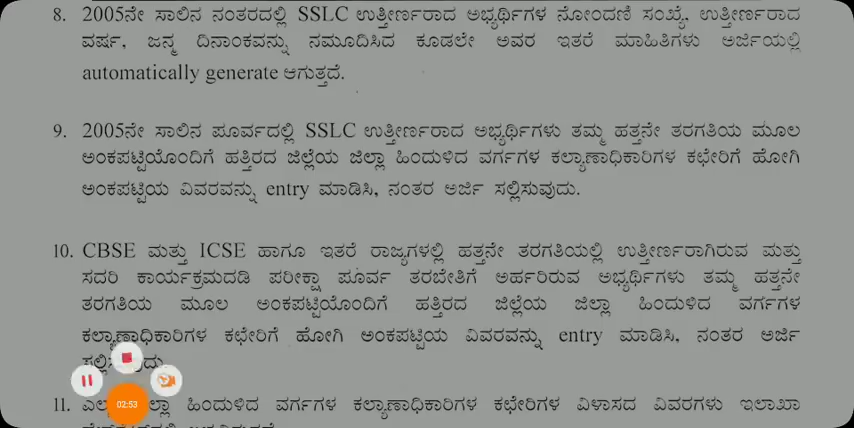 8. 2005ನೇ ಸಾಲಿನ ನಂತರದಲ್ಲಿ SSLC ಉತ್ತೀರ್ಣರಾದ ಅಭ್ಯರ್ಥಿಗಳ ನೋಂದಣಿ ಸಂಖ್ಯೆ, ಉತ್ತೀರ್ಣರಾದ
ವರ್ಷ, ಜನ್ಮ ದಿನಾಂಕವನ್ನು ನಮೂದಿಸಿದ ಕೂಡಲೇ ಅವರ ಇತರೆ ಮಾಹಿತಿಗಳು ಅರ್ಜಿಯಲ್ಲಿ
automatically generate ಆಗುತ್ತದೆ.
9. 2005ನೇ ಸಾಲಿನ ಪೂರ್ವದಲ್ಲಿ SSLC ಉತ್ತೀರ್ಣರಾದ ಅಭ್ಯರ್ಥಿಗಳು ತಮ್ಮ ಹತ್ತನೇ ತರಗತಿಯ ಮೂಲ
ಅಂಕಪಟ್ಟಿಯೊಂದಿಗೆ ಹತ್ತಿರದ ಜಿಲ್ಲೆಯ ಜಿಲ್ಲಾ ಹಿಂದುಳಿದ ವರ್ಗಗಳ ಕಲ್ಯಾಣಾಧಿಕಾರಿಗಳ ಕಛೇರಿಗೆ ಹೋಗಿ
ಅಂಕಪಟ್ಟಿಯ ವಿವರವನ್ನು entry ಮಾಡಿಸಿ, ನಂತರ ಅರ್ಜಿ ಸಲ್ಲಿಸುವುದು.
10. CBSE ಮತ್ತು ICSE ಹಾಗೂ ಇತರೆ ರಾಜ್ಯಗಳಲ್ಲಿ ಹತ್ತನೇ ತರಗತಿಯಲ್ಲಿ ಉತ್ತೀರ್ಣರಾಗಿರುವ ಮತ್ತು
ಸದರಿ ಕಾರ್ಯಕ್ರಮದಡಿ ಪರೀಕ್ಷಾ ಪೂರ್ವ ತರಬೇತಿಗೆ ಅರ್ಹರಿರುವ ಅಭ್ಯರ್ಥಿಗಳು ತಮ್ಮ ಹತ್ತನೇ
ತರಗತಿಯ ಮೂಲ ಅಂಕಪಟ್ಟಿಯೊಂದಿಗೆ ಹತ್ತಿರದ ಜಿಲ್ಲೆಯ ಜಿಲ್ಲಾ ಹಿಂದುಳಿದ ವರ್ಗಗಳ
ಕಲ್ಯಾಣಾಧಿಕಾರಿಗಳ ಕಛೇರಿಗೆ ಹೋಗಿ ಅಂಕಪಟ್ಟಿಯ ವಿವರವನ್ನು entry ಮಾಡಿಸಿ, ನಂತರ ಅರ್ಜಿ
02:53
11. ಜಿಲ್ಲಾ ಹಿಂದುಳಿದ ವರ್ಗಗಳ ಕಲ್ಯಾಣಾಧಿಕಾರಿಗಳ ಕಛೇರಿಗಳ ವಿಳಾಸದ ವಿವರಗಳು ಇಲಾಖಾ